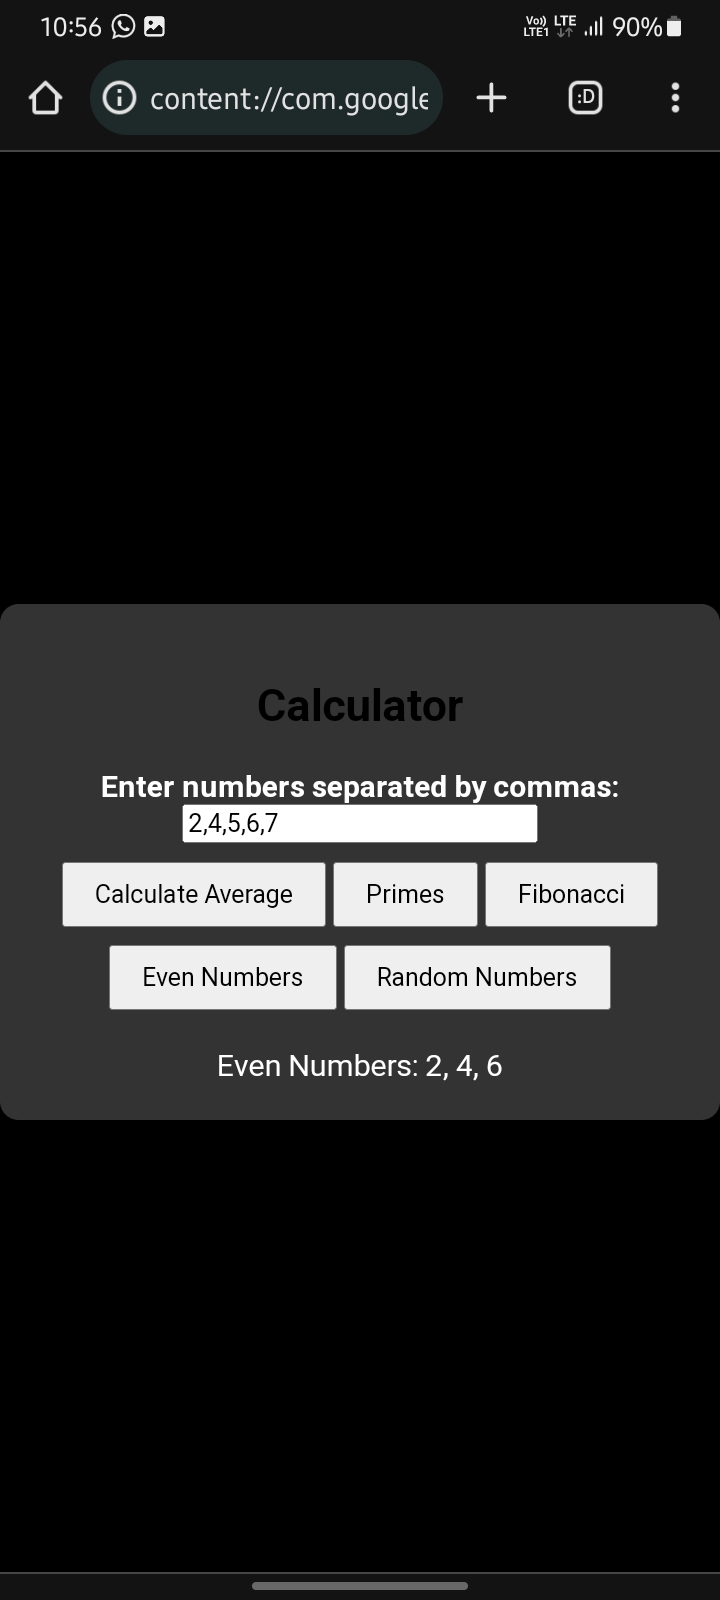 10:56 Vo)) LTE1 LTE 90%
content://com.google :D
Calculator
Enter numbers separated by commas:
2,4,5,6,7
Calculate Average Primes Fibonacci
Even Numbers Random Numbers
Even Numbers: 2, 4, 6